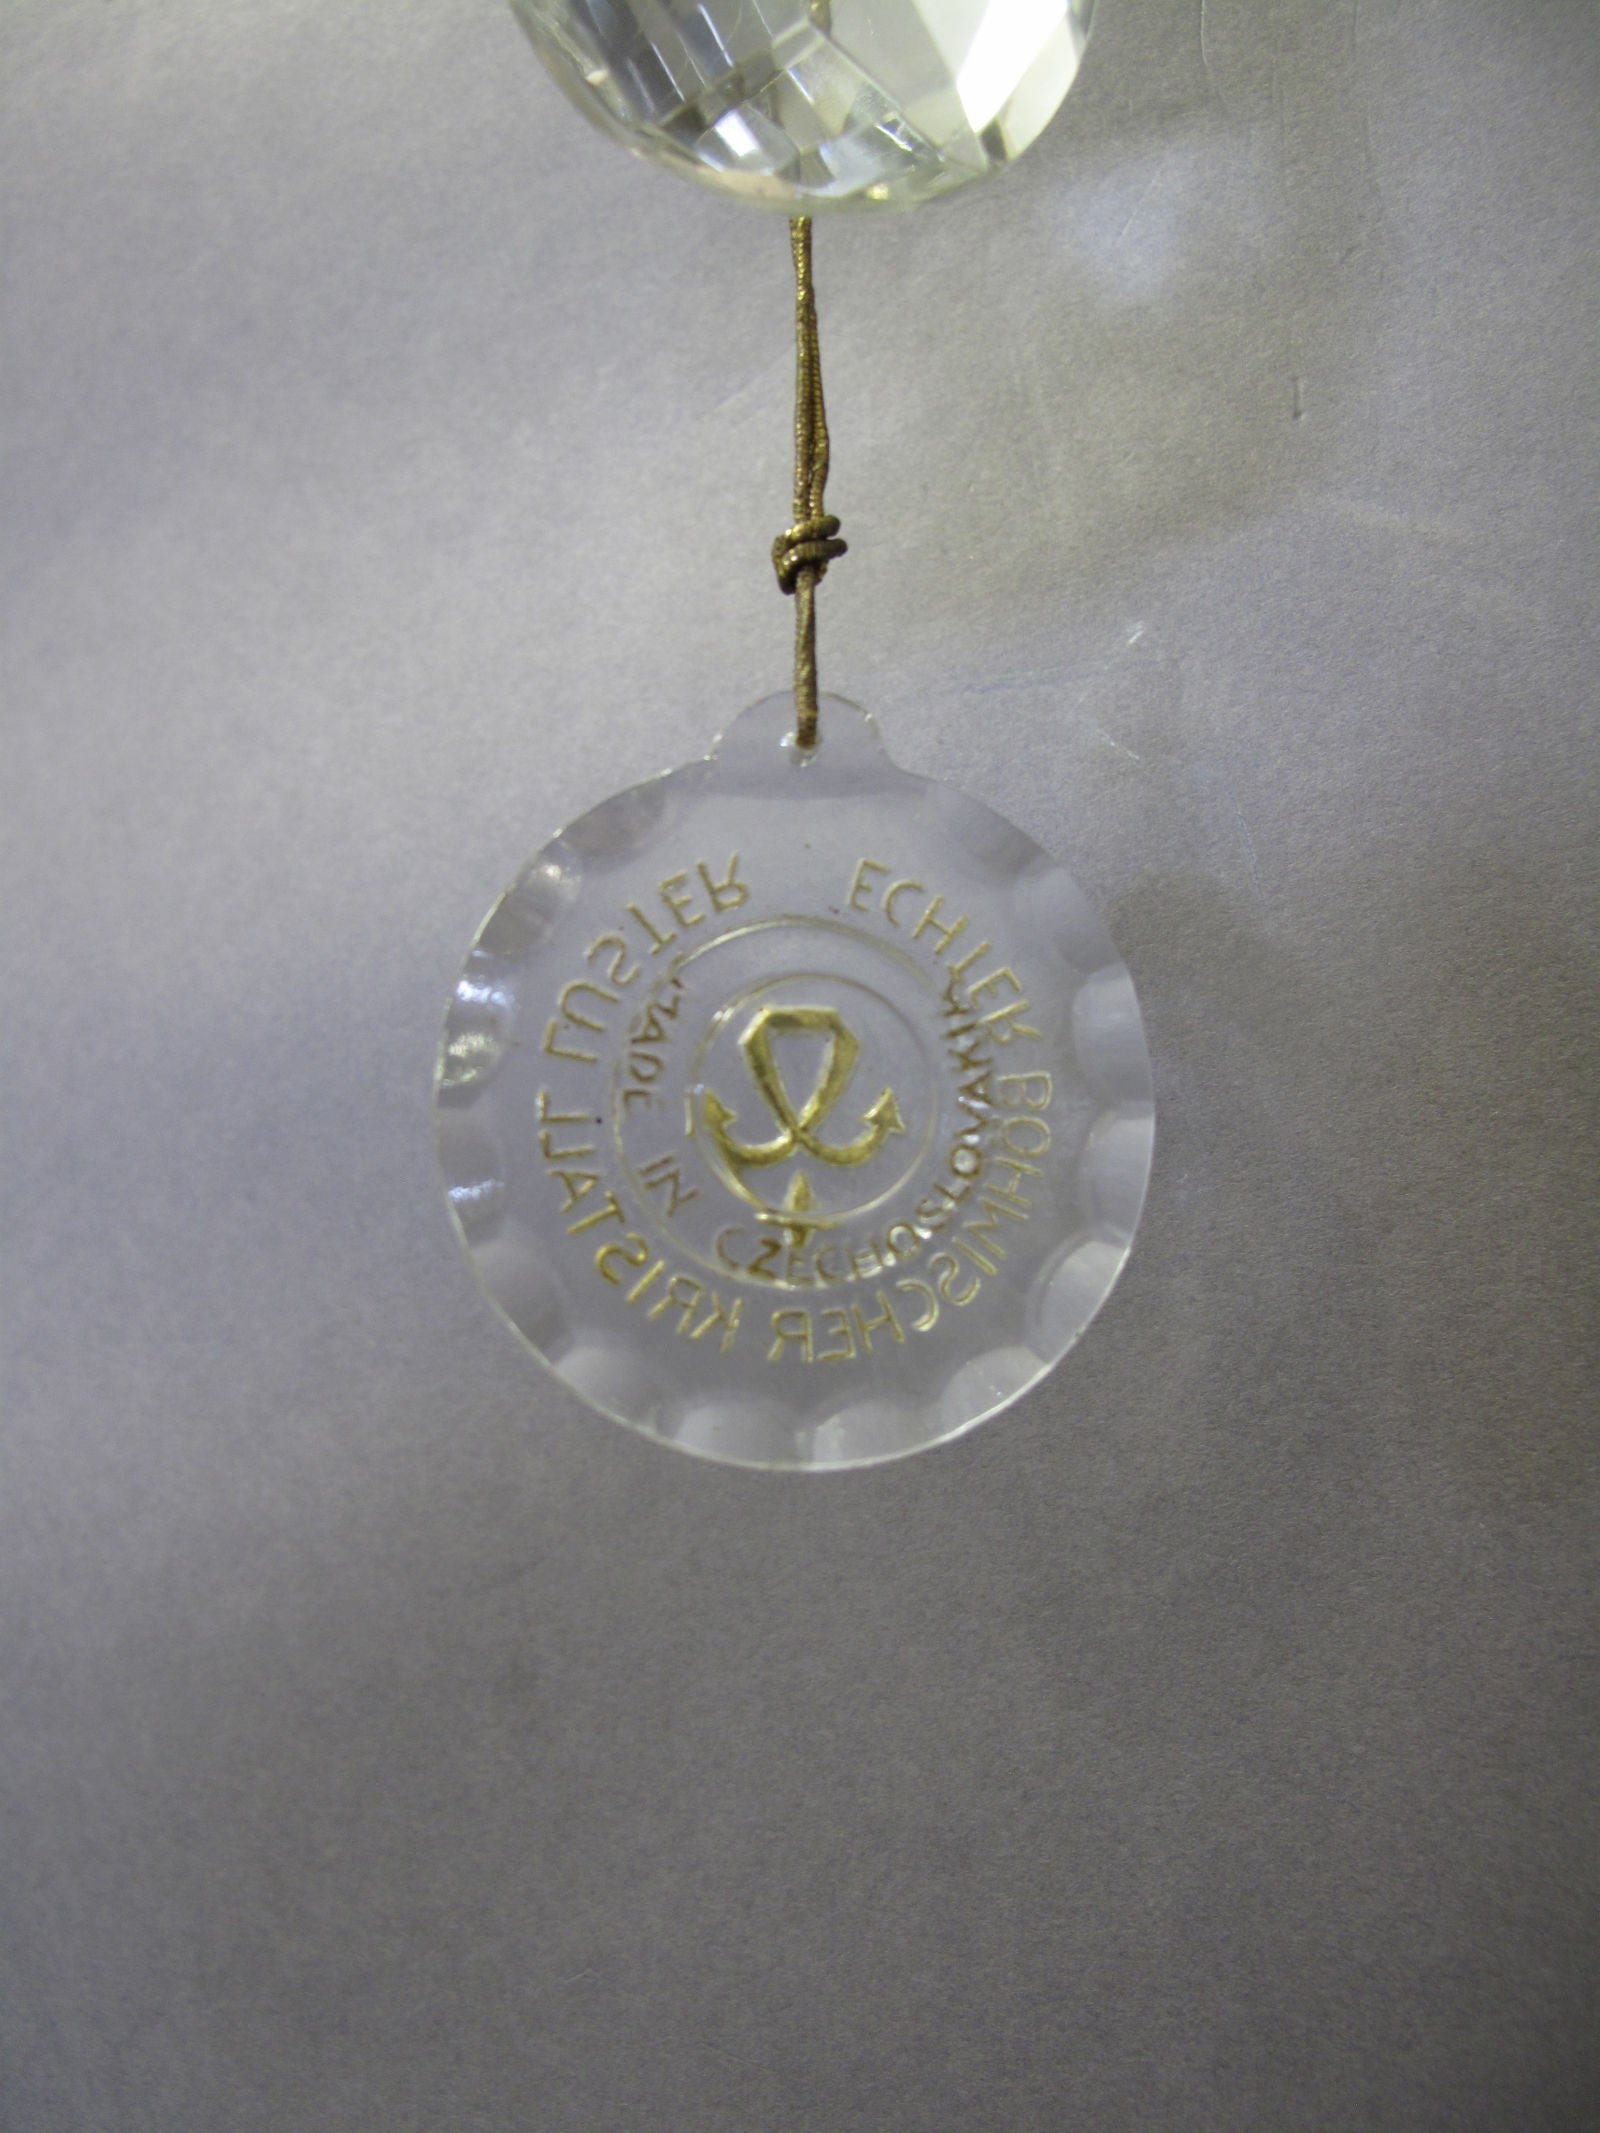 ECHTER BOHMISCHER KRISTALL LUSTER
MADE IN CZECHOSLOVAKIA